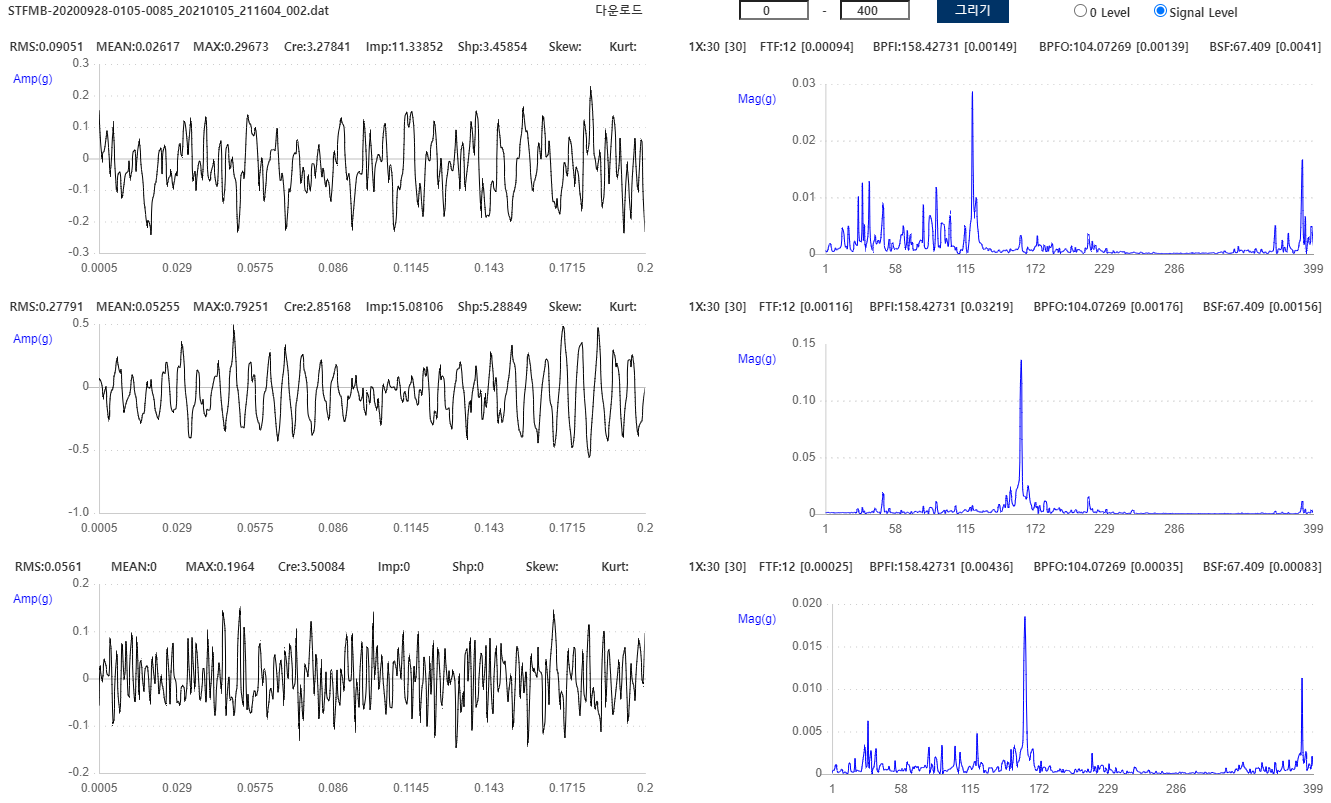 STFMB-20200928-0105-0085_20210105_211604_002.dat 다운로드 0 - 400 그리기 0 Level Signal Level
RMS:0.09051 MEAN:0.02617 MAX:0.29673 Cre:3.27841 Imp:11.33852 Shp:3.45854 Skew: Kurt:
Amp(g)
0.3
0.2
0.1
0
-0.1
-0.2
-0.3
0.0005 0.029 0.0575 0.086 0.1145 0.143 0.1715 0.2
1X:30 [30] FTF:12 [0.00094] BPFI:158.42731 [0.00149] BPFO:104.07269 [0.00139] BSF:67.409 [0.0041]
Mag(g)
0.03
0.02
0.01
0
1 58 115 172 229 286 399
RMS:0.27791 MEAN:0.05255 MAX:0.79251 Cre:2.85168 Imp:15.08106 Shp:5.28849 Skew: Kurt:
Amp(g)
0.5
0
-0.5
-1.0
0.0005 0.029 0.0575 0.086 0.1145 0.143 0.1715 0.2
1X:30 [30] FTF:12 [0.00116] BPFI:158.42731 [0.03219] BPFO:104.07269 [0.00176] BSF:67.409 [0.00156]
Mag(g)
0.15
0.10
0.05
0
1 58 115 172 229 286 399
RMS:0.0561 MEAN:0 MAX:0.1964 Cre:3.50084 Imp:0 Shp:0 Skew: Kurt:
Amp(g)
0.2
0.1
0
-0.1
-0.2
0.0005 0.029 0.0575 0.086 0.1145 0.143 0.1715 0.2
1X:30 [30] FTF:12 [0.00025] BPFI:158.42731 [0.00436] BPFO:104.07269 [0.00035] BSF:67.409 [0.00083]
Mag(g)
0.020
0.015
0.010
0.005
0
1 58 115 172 229 286 399